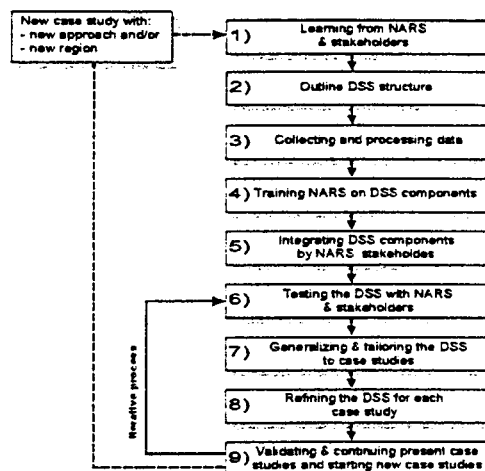 New case study with:
- new approach and/or
- new region
1) Learning from NARS
& stakeholders
2) Outline DSS structure
3) Collecting and processing data
4) Training NARS on DSS components
5) Integrating DSS components
by NARS stakeholdes
6) Testing the DSS with NARS
& stakeholders
7) Generalizing & tailoring the DSS
to case studies
8) Refining the DSS for each
case study
9) Validating & continuing present case
studies and starting new case studies
Iterative process